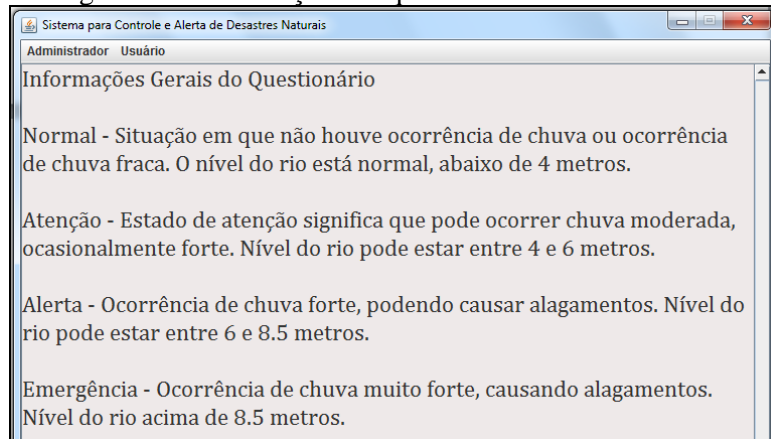 Sistema para Controle e Alerta de Desastres Naturais
Administrador Usuário
Informações Gerais do Questionário
Normal - Situação em que não houve ocorrência de chuva ou ocorrência
de chuva fraca. O nível do rio está normal, abaixo de 4 metros.
Atenção - Estado de atenção significa que pode ocorrer chuva moderada,
ocasionalmente forte. Nível do rio pode estar entre 4 e 6 metros.
Alerta - Ocorrência de chuva forte, podendo causar alagamentos. Nível do
rio pode estar entre 6 e 8.5 metros.
Emergência - Ocorrência de chuva muito forte, causando alagamentos.
Nível do rio acima de 8.5 metros.